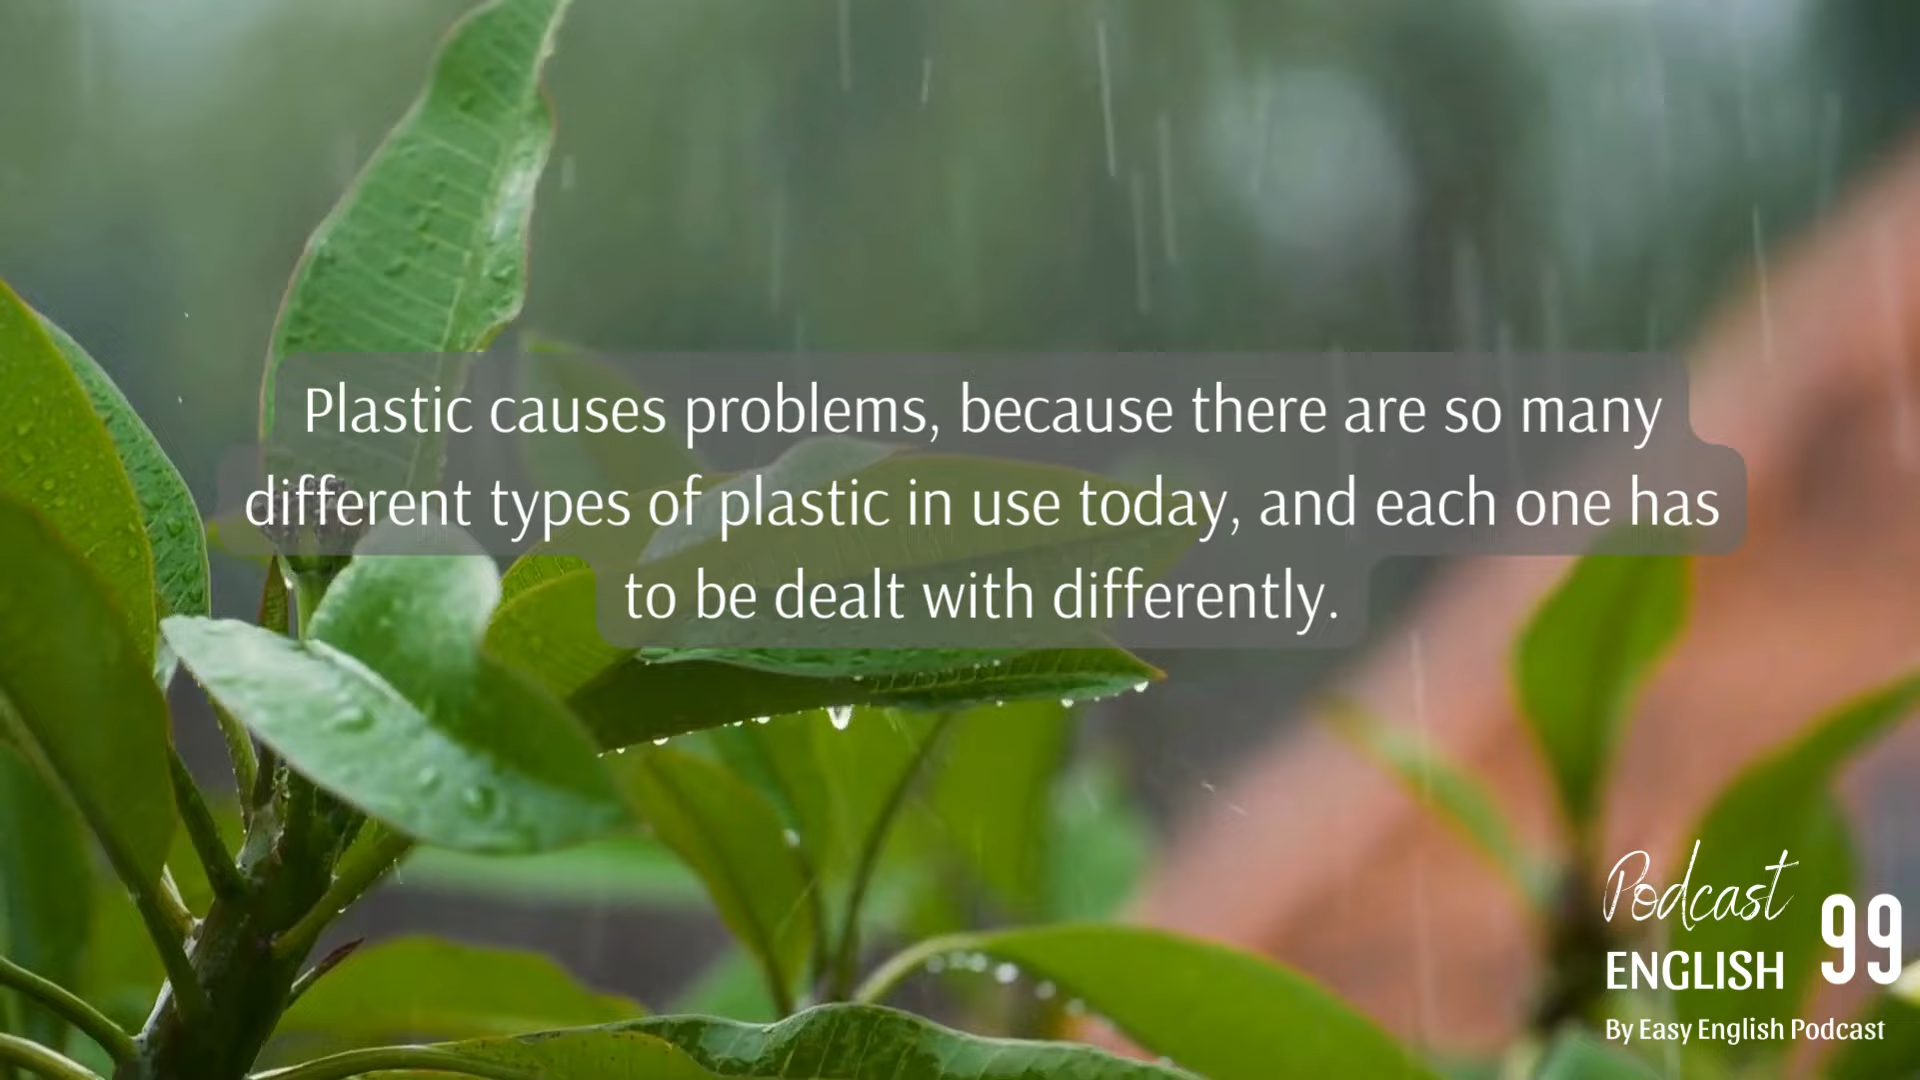 Plastic causes problems, because there are so many
different types of plastic in use today, and each one has
to be dealt with differently.
Podcast
ENGLISH 99
By Easy English Podcast